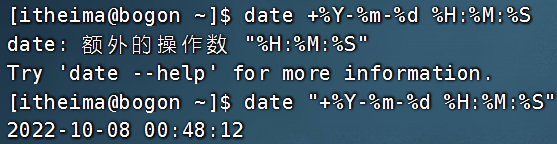 [itheima@bogon ~]$ date +%Y-%m-%d %H:%M:%S
date: 额外的操作数 "%H:%M:%S"
Try 'date --help' for more information.
[itheima@bogon ~]$ date "+%Y-%m-%d %H:%M:%S"
2022-10-08 00:48:12